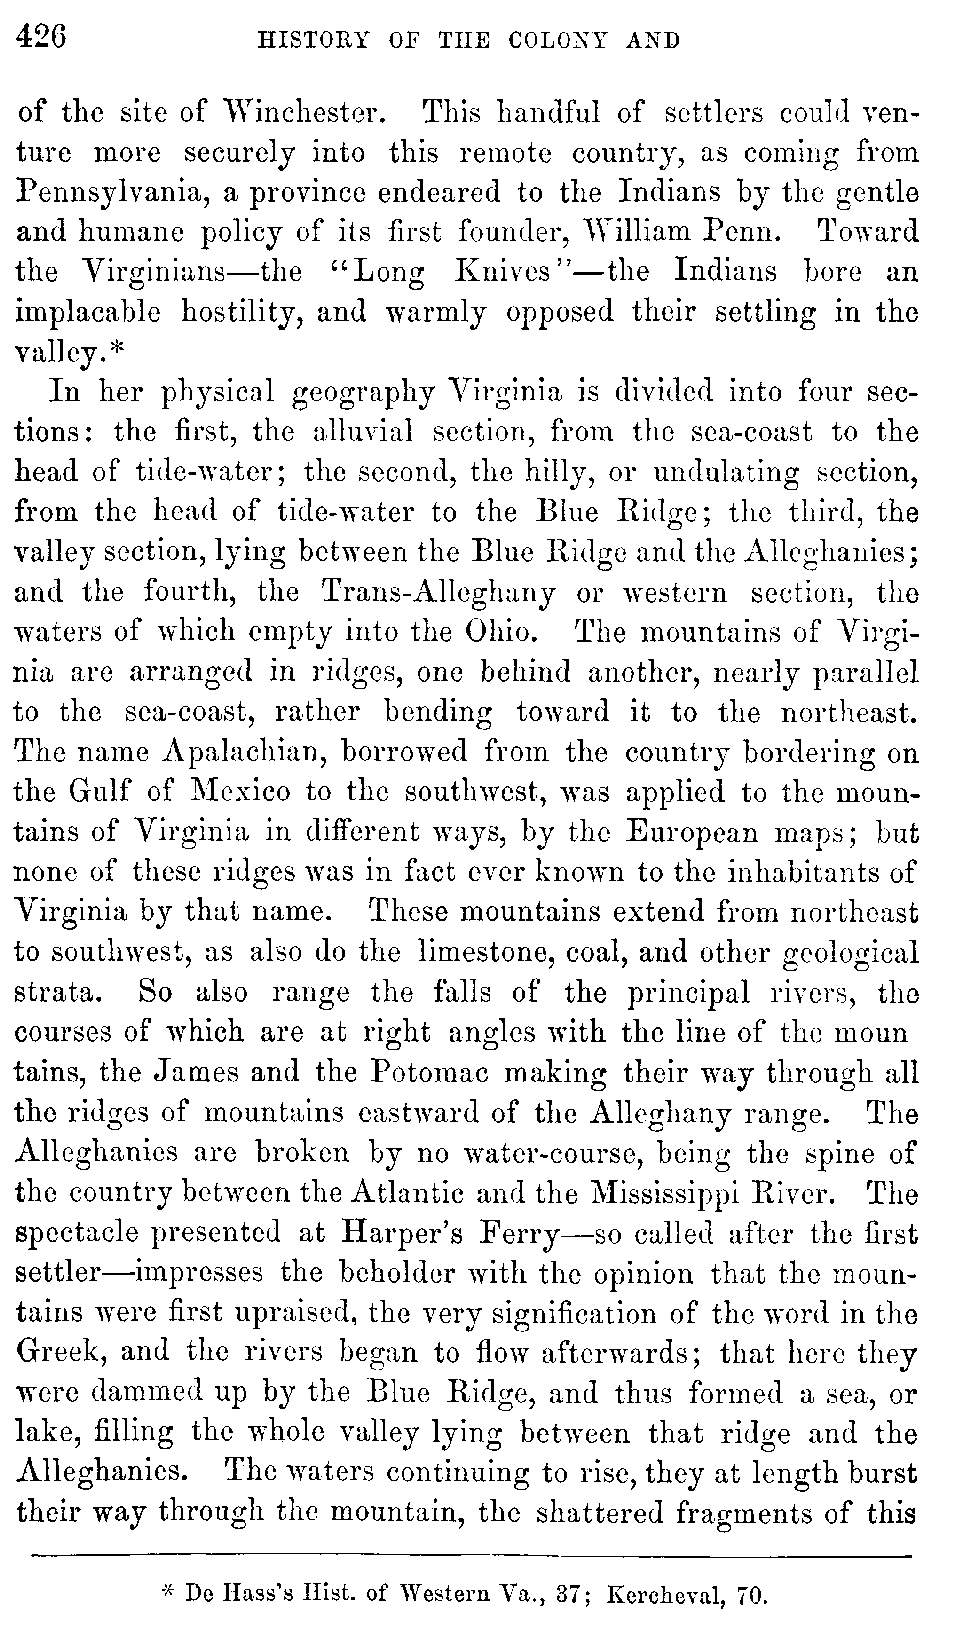 426 HISTORY OF THE COLONY AND
of the site of Winchester. This handful of settlers could ven-
ture more securely into this remote country, as coming from
Pennsylvania, a province endeared to the Indians by the gentle
and humane policy of its first founder, William Penn. Toward
the Virginians—the "Long Knives"—the Indians bore an
implacable hostility, and warmly opposed their settling in the
valley.*
In her physical geography Virginia is divided into four sec-
tions: the first, the alluvial section, from the sea-coast to the
head of tide-water; the second, the hilly, or undulating section,
from the head of tide-water to the Blue Ridge; the third, the
valley section, lying between the Blue Ridge and the Alleghanies;
and the fourth, the Trans-Alleghany or western section, the
waters of which empty into the Ohio. The mountains of Virgi-
nia are arranged in ridges, one behind another, nearly parallel
to the sea-coast, rather bending toward it to the northeast.
The name Apalachian, borrowed from the country bordering on
the Gulf of Mexico to the southwest, was applied to the moun-
tains of Virginia in different ways, by the European maps; but
none of these ridges was in fact ever known to the inhabitants of
Virginia by that name. These mountains extend from northeast
to southwest, as also do the limestone, coal, and other geological
strata. So also range the falls of the principal rivers, the
courses of which are at right angles with the line of the moun
tains, the James and the Potomac making their way through all
the ridges of mountains eastward of the Alleghany range. The
Alleghanies are broken by no water-course, being the spine of
the country between the Atlantic and the Mississippi River. The
spectacle presented at Harper's Ferry—so called after the first
settler—impresses the beholder with the opinion that the moun-
tains were first upraised, the very signification of the word in the
Greek, and the rivers began to flow afterwards; that here they
were dammed up by the Blue Ridge, and thus formed a sea, or
lake, filling the whole valley lying between that ridge and the
Alleghanies. The waters continuing to rise, they at length burst
their way through the mountain, the shattered fragments of this
* De Hass's Hist. of Western Va., 37; Kercheval, 70.